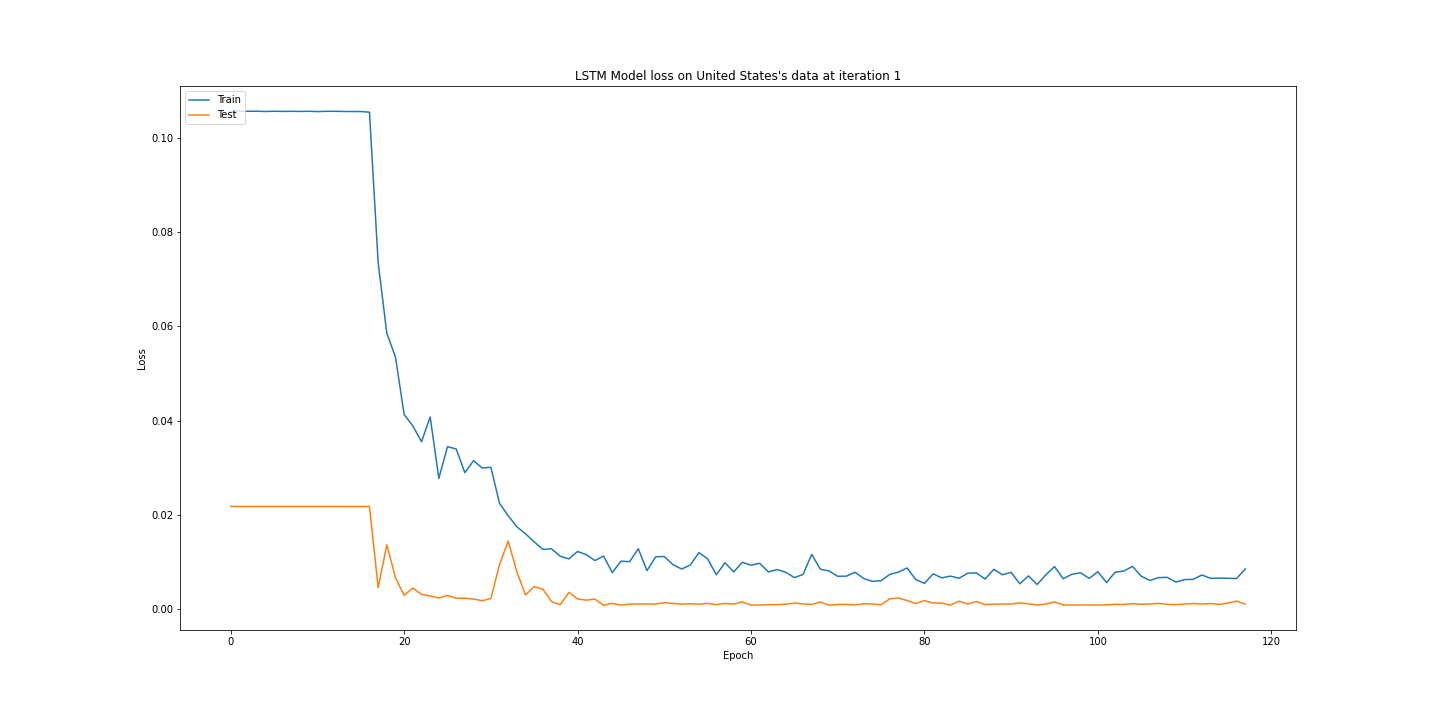 LSTM Model loss on United States's data at iteration 1
Train
Test
0.10
0.08
0.06
0.04
0.02
0.00
Loss
0 20 40 60 80 100 120
Epoch